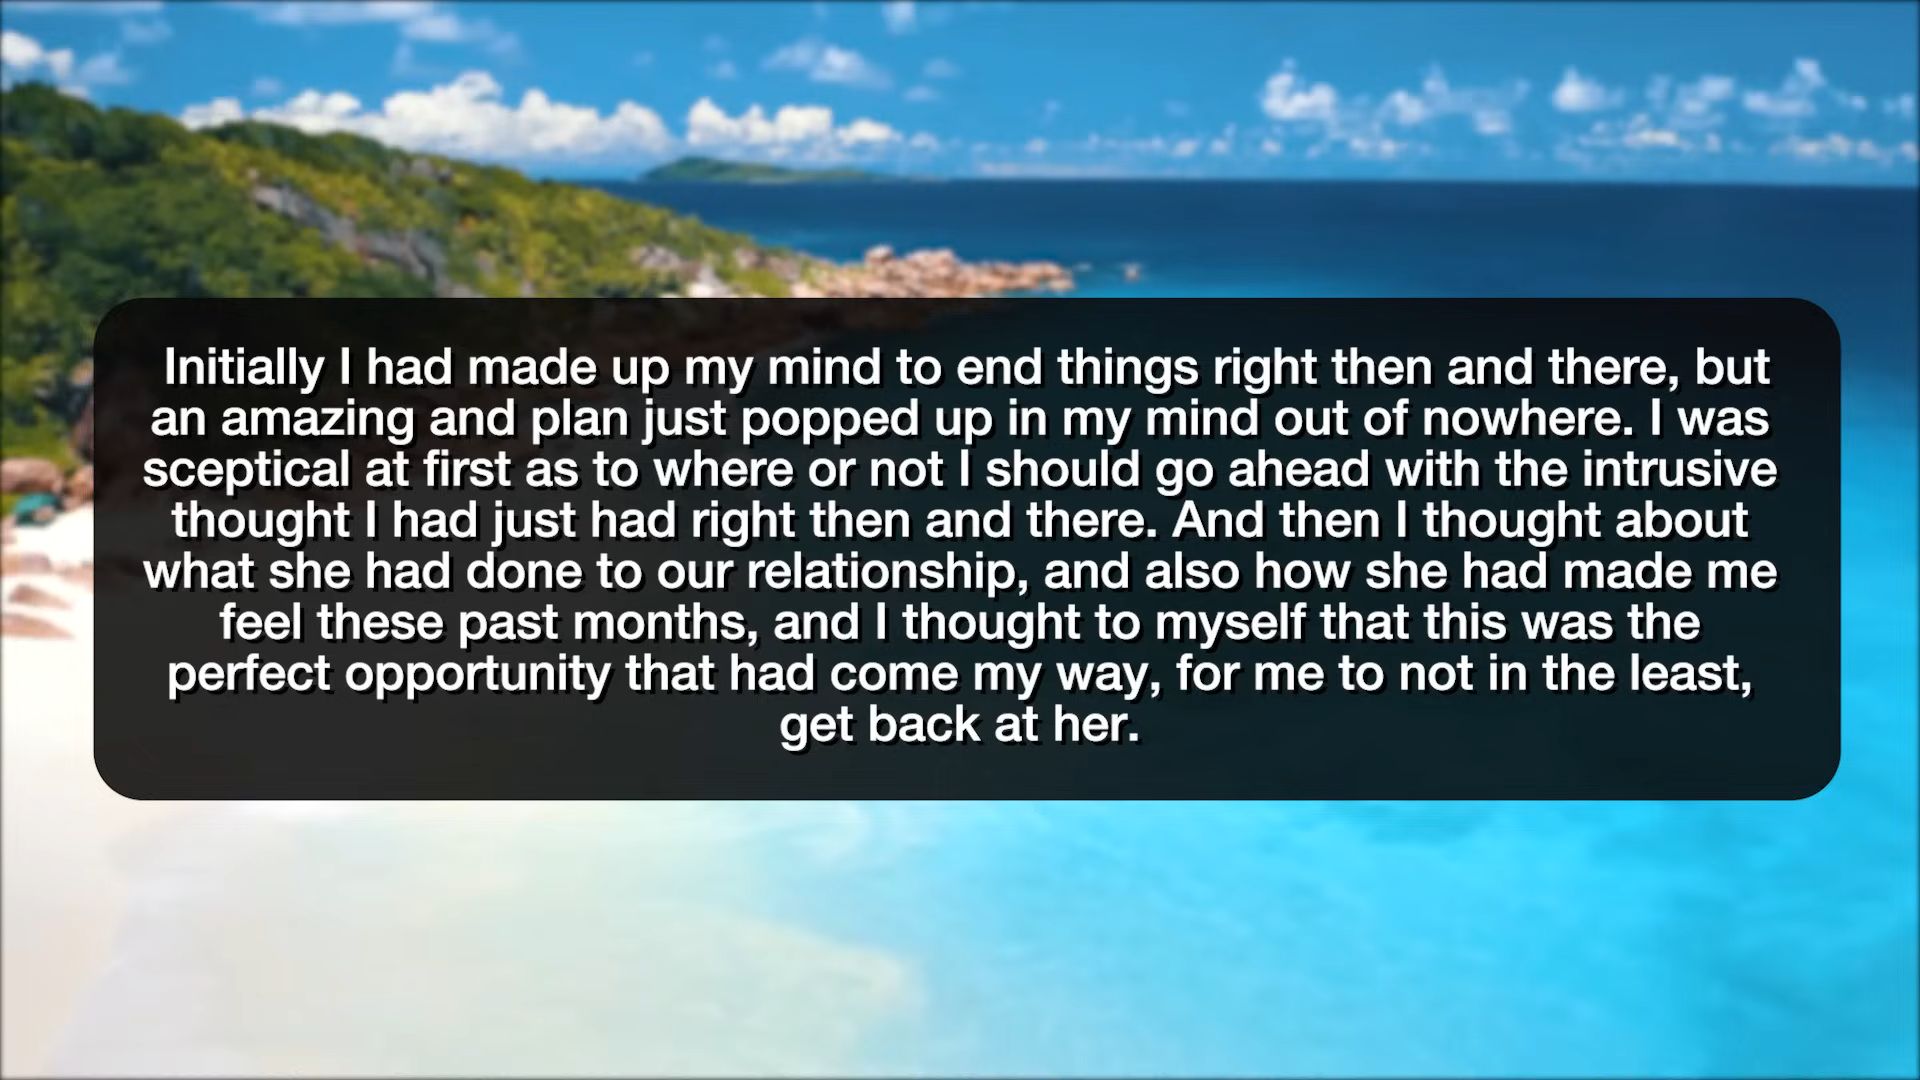 Initially I had made up my mind to end things right then and there, but
an amazing and plan just popped up in my mind out of nowhere. I was
sceptical at first as to where or not I should go ahead with the intrusive
thought I had just had right then and there. And then I thought about
what she had done to our relationship, and also how she had made me
feel these past months, and I thought to myself that this was the
perfect opportunity that had come my way, for me to not in the least,
get back at her.